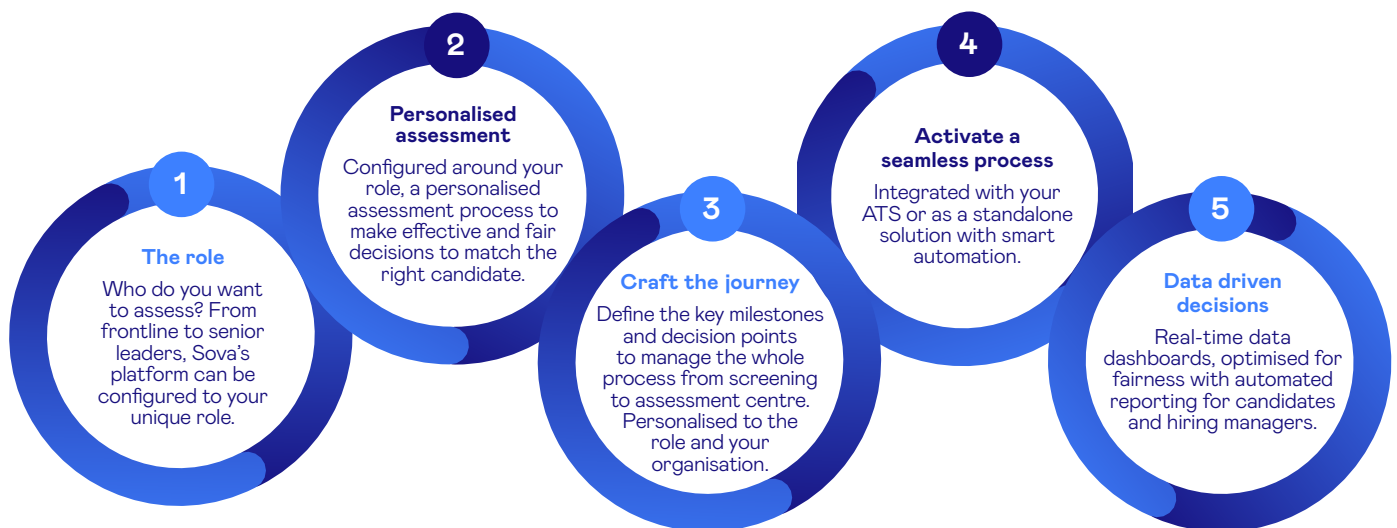 1
The role
Who do you want
to assess? From
frontline to senior
leaders, Sova’s
platform can be
configured to your
unique role.
2
Personalised
assessment
Configured around your
role, a personalised
assessment process to
make effective and fair
decisions to match the
right candidate.
3
Craft the journey
Define the key milestones
and decision points
to manage the whole
process from screening
to assessment centre.
Personalised to the
role and your
organisation.
4
Activate a
seamless process
Integrated with your
ATS or as a standalone
solution with smart
automation.
5
Data driven
decisions
Real-time data
dashboards, optimised for
fairness with automated
reporting for candidates
and hiring managers.